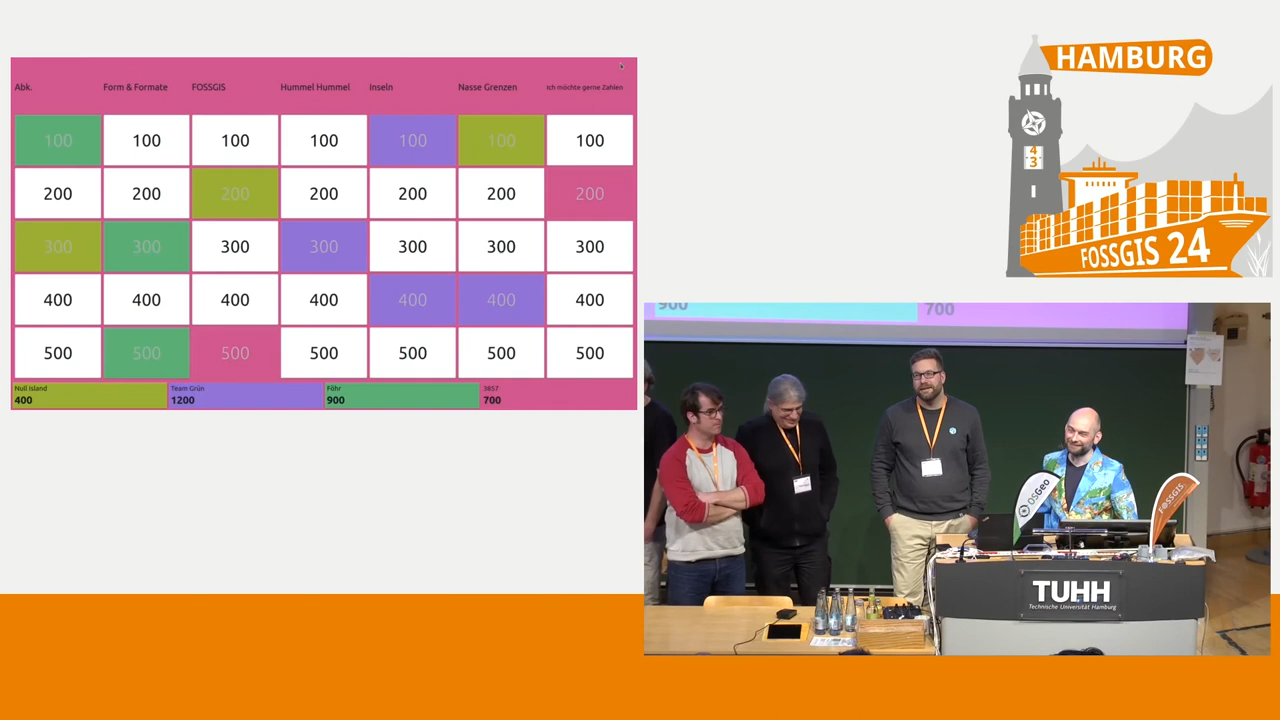 HAMBURG
4
3
FOSSGIS 24
Abk. Form & Formate FOSSGIS Hummel Hummel Inseln Nasse Grenzen Ich möchte gerne Zahlen
100 100 100 100 100 100 100
200 200 200 200 200 200 200
300 300 300 300 300 300 300
400 400 400 400 400 400 400
500 500 500 500 500 500 500
Null Island Team Grün Föhr 3857
400 1200 900 700
900 700
OSGeo
FOSSGIS
TUHH
Technische Universität Hamburg